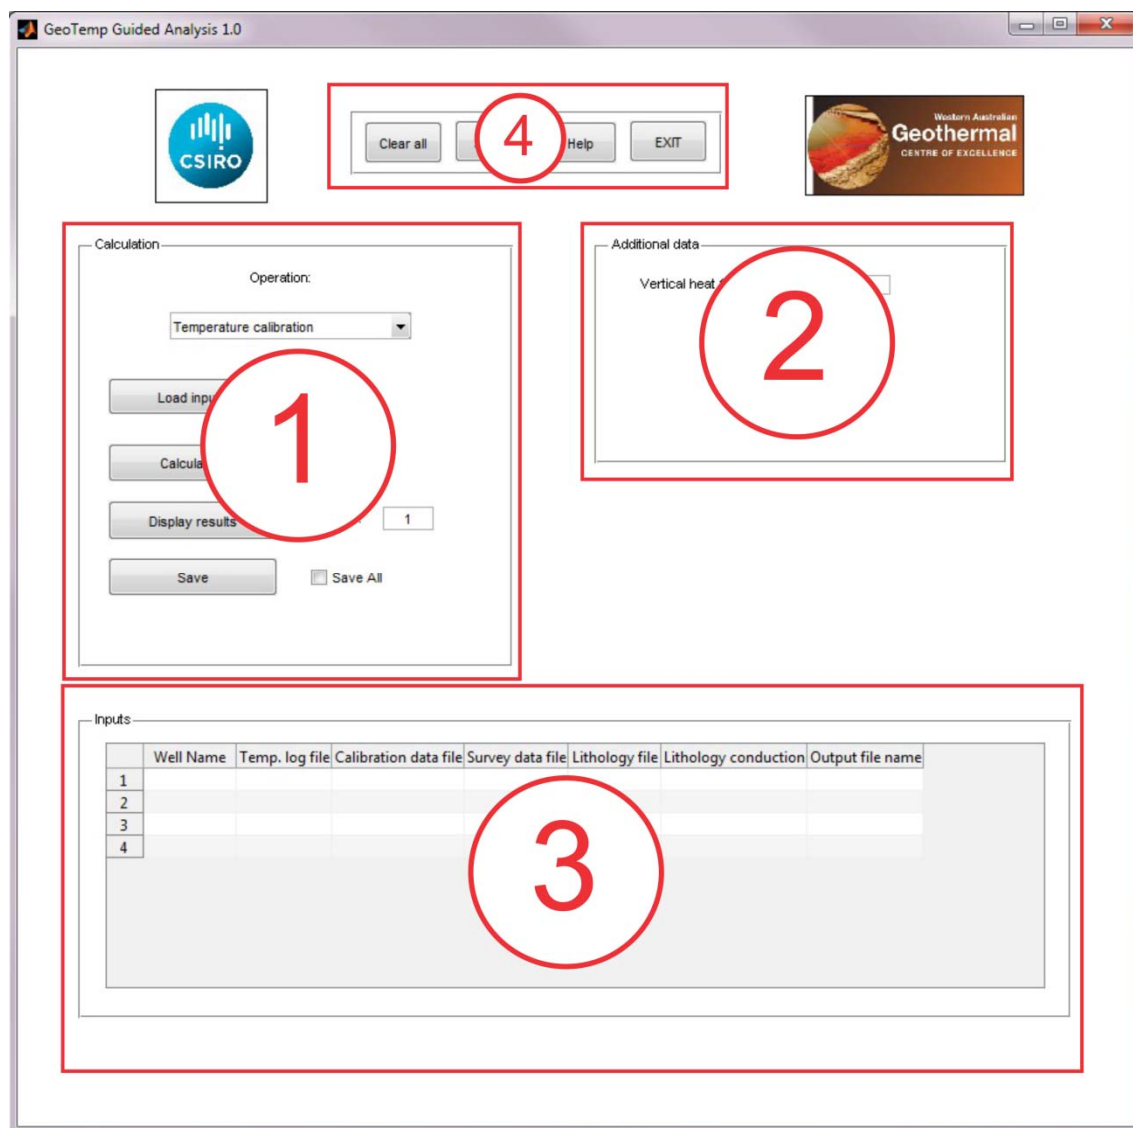 GeoTemp Guided Analysis 1.0
CSIRO
Clear all
4
Help
EXIT
Western Australian
Geothermal
CENTRE OF EXCELLENCE
Calculation
Operation:
Temperature calibration
Load
1
Display results
1
Save
Save All
Additional data
Vertical heat
2
Inputs
Well Name Temp. log file Calibration data file Survey data file Lithology file Lithology conduction Output file name
1
2
3
4
3